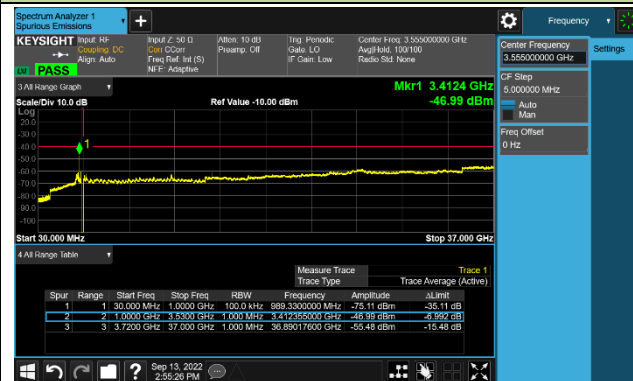 Spectrum Analyzer 1
Spurious Emissions
Frequency
KEYSIGHT Input: RF Input Z: 50 Ω Atten: 10 dB Trig: Periodic Center Freq: 3.555000000 GHz
Coupling: DC Corr CCorr Preamp: Off Gate: LO Avg|Hold: 100/100
Align: Auto Freq Ref: Int (S) IF Gain: Low Radio Std: None
NFE: Adaptive
PASS
Center Frequency
3.555000000 GHz
Settings
CF Step
5.000000 MHz
Auto
Man
Freq Offset
0 Hz
3 All Range Graph
Mkr1 3.4124 GHz
Scale/Div 10.0 dB Ref Value -10.00 dBm -46.99 dBm
Log
-20.0
-30.0
-40.0
-50.0
-60.0
-70.0
-80.0
-90.0
-100
1
Start 30.000 MHz Stop 37.000 GHz
4 All Range Table
Measure Trace Trace 1
Trace Type Trace Average (Active)
Spur Range Start Freq Stop Freq RBW Frequency Amplitude ΔLimit
1 1 30.000 MHz 1.0000 GHz 100.0 kHz 989.3300000 MHz -75.11 dBm -35.11 dB
2 2 1.0000 GHz 3.5300 GHz 1.000 MHz 3.412355000 GHz -46.99 dBm -6.992 dB
3 3 3.7200 GHz 37.000 GHz 1.000 MHz 36.89017600 GHz -55.48 dBm -15.48 dB
Sep 13, 2022
2:55:26 PM